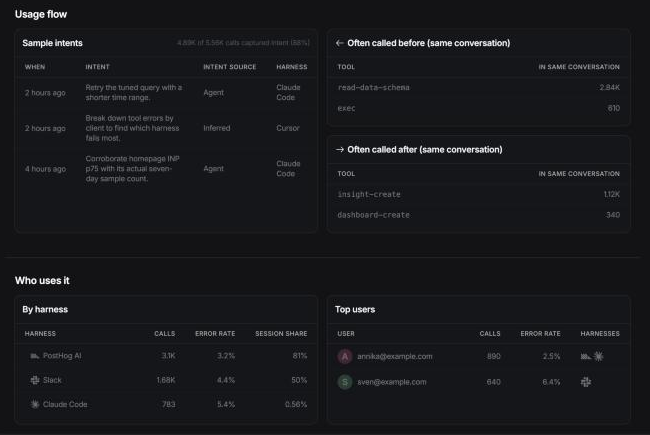 Usage flow
Sample intents
4.89K of 5.56K calls captured intent (88%)
WHEN INTENT INTENT SOURCE HARNESS
2 hours ago Retry the tuned query with a shorter time range. Agent Claude Code
2 hours ago Break down tool errors by client to find which harness fails most. Inferred Cursor
4 hours ago Corroborate homepage INP p75 with its actual seven-day sample count. Agent Claude Code
← Often called before (same conversation)
TOOL IN SAME CONVERSATION
read-data-schema 2.84K
exec 610
→ Often called after (same conversation)
TOOL IN SAME CONVERSATION
insight-create 1.12K
dashboard-create 340
Who uses it
By harness
HARNESS CALLS ERROR RATE SESSION SHARE
PostHog AI 3.1K 3.2% 81%
Slack 1.68K 4.4% 50%
Claude Code 783 5.4% 0.56%
Top users
USER CALLS ERROR RATE HARNESSES
A annika@example.com 890 2.5%
S sven@example.com 640 6.4%